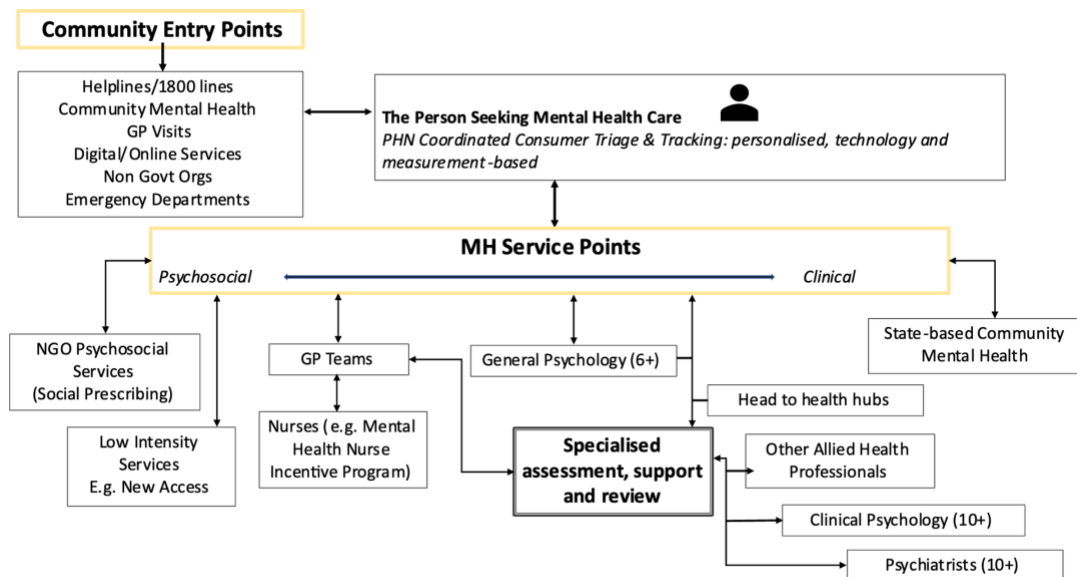 Community Entry Points
Helplines/1800 lines
Community Mental Health
GP Visits
Digital/Online Services
Non Govt Orgs
Emergency Departments
The Person Seeking Mental Health Care
PHN Coordinated Consumer Triage & Tracking: personalised, technology and
measurement-based
MH Service Points
Psychosocial
Clinical
NGO Psychosocial
Services
(Social Prescribing)
Low Intensity
Services
E.g. New Access
GP Teams
Nurses (e.g. Mental
Health Nurse
Incentive Program)
General Psychology (6+)
State-based Community
Mental Health
Head to health hubs
Specialised
assessment, support
and review
Other Allied Health
Professionals
Clinical Psychology (10+)
Psychiatrists (10+)